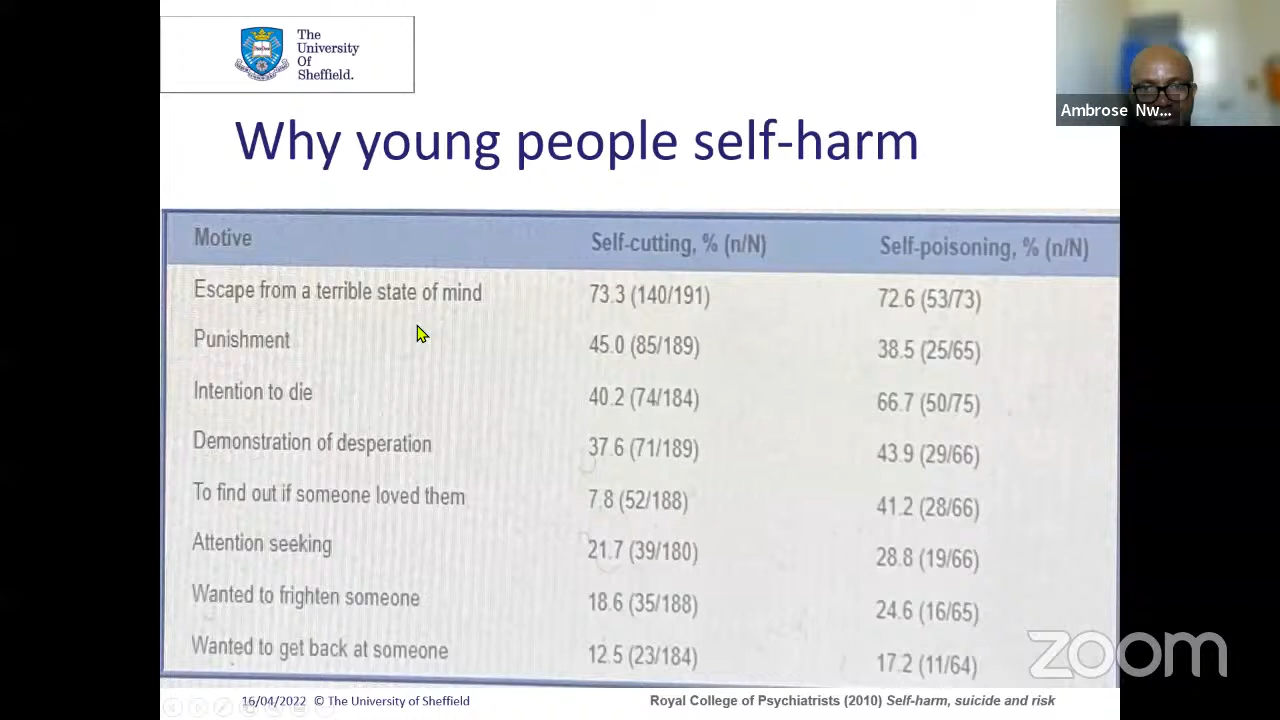 The
University
Of
Sheffield.
Ambrose Nw...
Why young people self-harm
Motive Self-cutting, % (n/N) Self-poisoning, % (n/N)
Escape from a terrible state of mind 73.3 (140/191) 72.6 (53/73)
Punishment 45.0 (85/189) 38.5 (25/65)
Intention to die 40.2 (74/184) 66.7 (50/75)
Demonstration of desperation 37.6 (71/189) 43.9 (29/66)
To find out if someone loved them 7.8 (52/188) 41.2 (28/66)
Attention seeking 21.7 (39/180) 28.8 (19/66)
Wanted to frighten someone 18.6 (35/188) 24.6 (16/65)
Wanted to get back at someone 12.5 (23/184) 17.2 (11/64)
zoom
16/04/2022 © The University of Sheffield Royal College of Psychiatrists (2010) Self-harm, suicide and risk